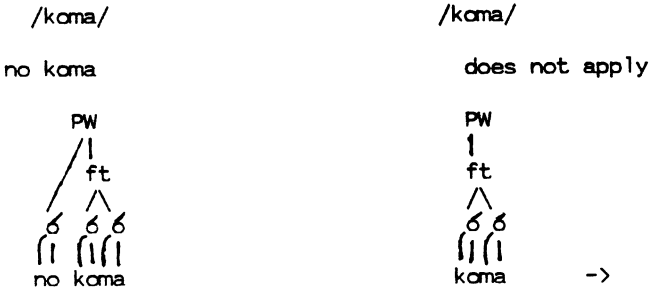 /koma/ /koma/
no koma does not apply
PW PW
ft ft
σ σ σ σ σ
no koma koma ->